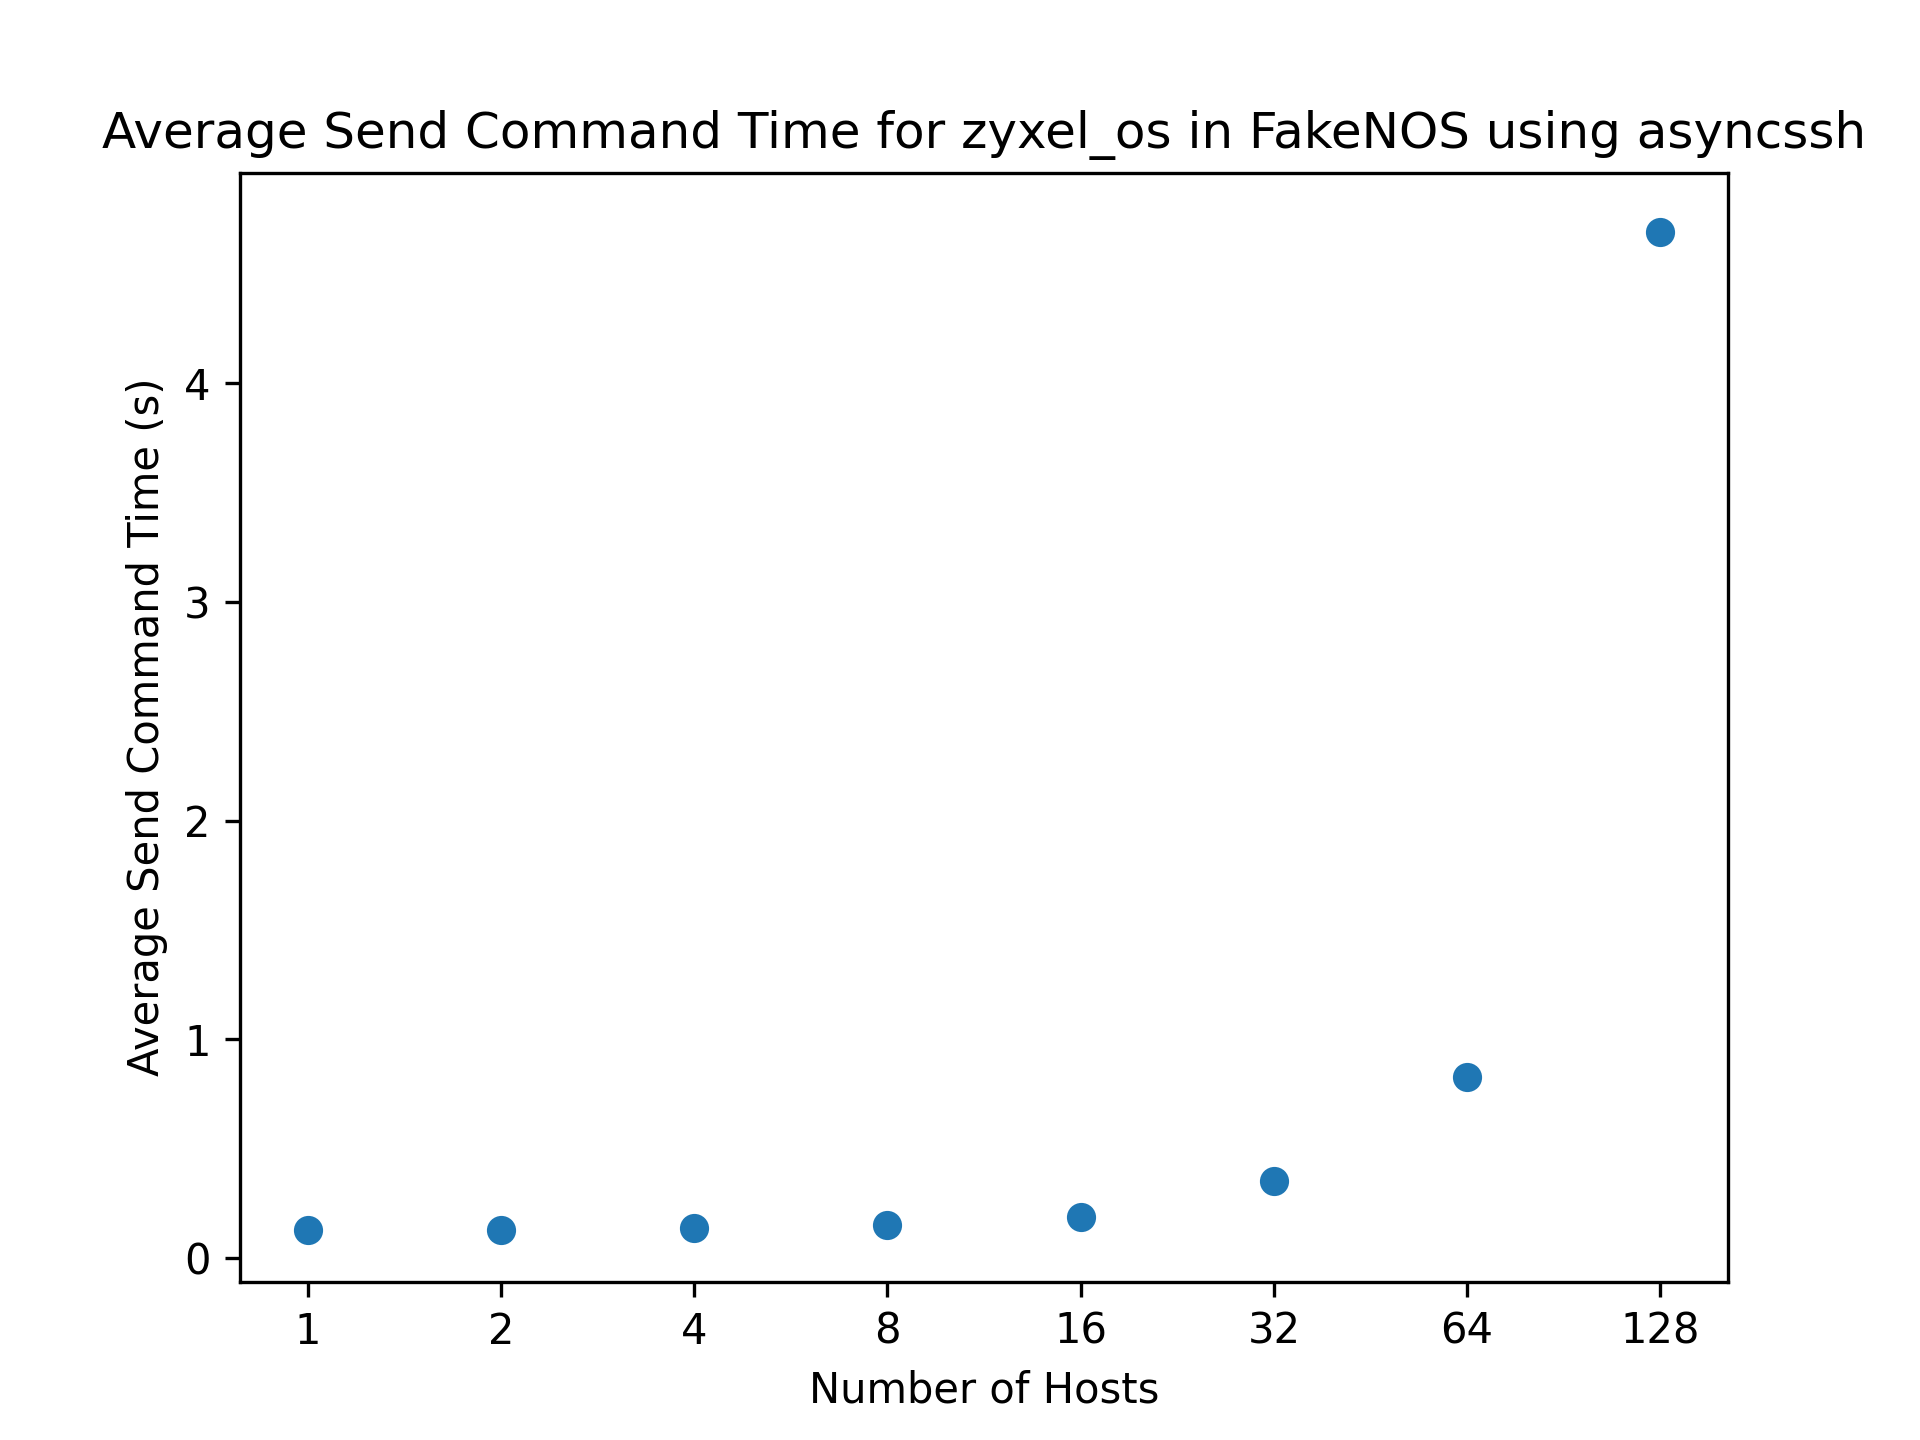 Average Send Command Time for zyxel_os in FakeNOS using asyncssh
Average Send Command Time (s)
4
3
2
1
0
1 2 4 8 16 32 64 128
Number of Hosts